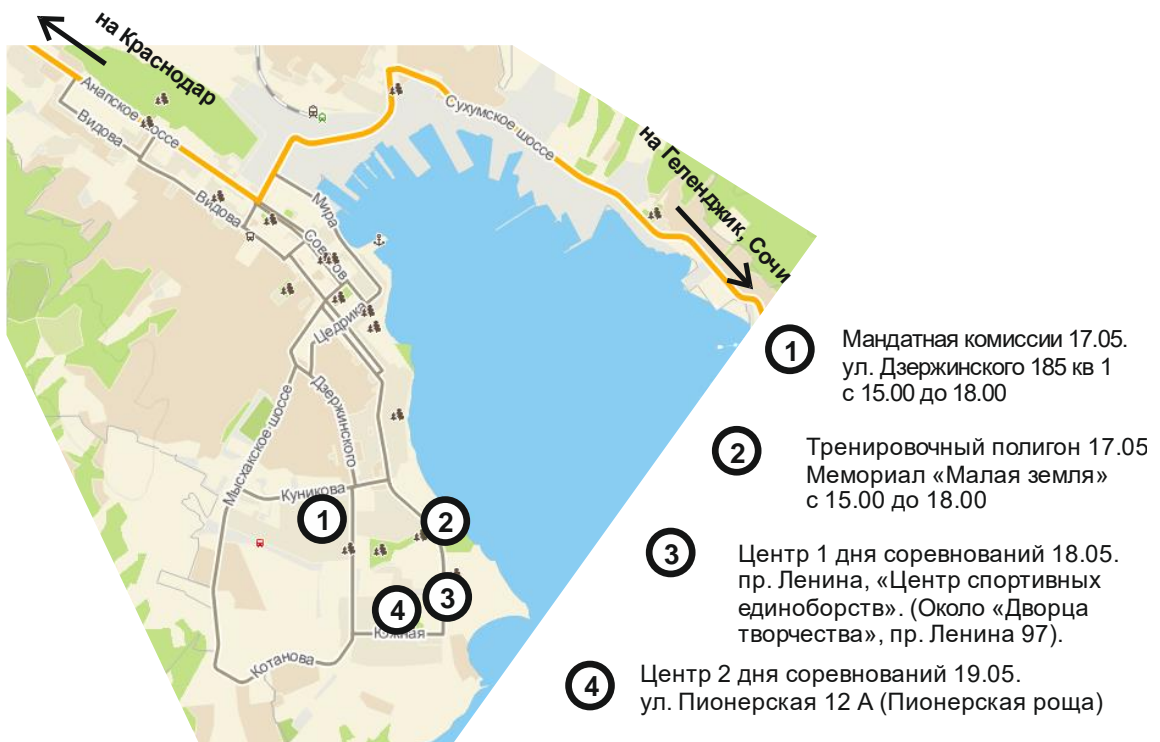 на Краснодар
Анапское шоссе
Видова
Сухумское шоссе
на Геленджик, Сочи
Видова
Мира
Советов
Цедрика
Дзержинского
Мысхакское шоссе
Куникова
1
2
3
4
Южная
Котанова
1
Мандатная комиссии 17.05.
ул. Дзержинского 185 кв 1
с 15.00 до 18.00
2
Тренировочный полигон 17.05
Мемориал «Малая земля»
с 15.00 до 18.00
3
Центр 1 дня соревнований 18.05.
пр. Ленина, «Центр спортивных
единоборств». (Около «Дворца
творчества», пр. Ленина 97).
4
Центр 2 дня соревнований 19.05.
ул. Пионерская 12 А (Пионерская роща)